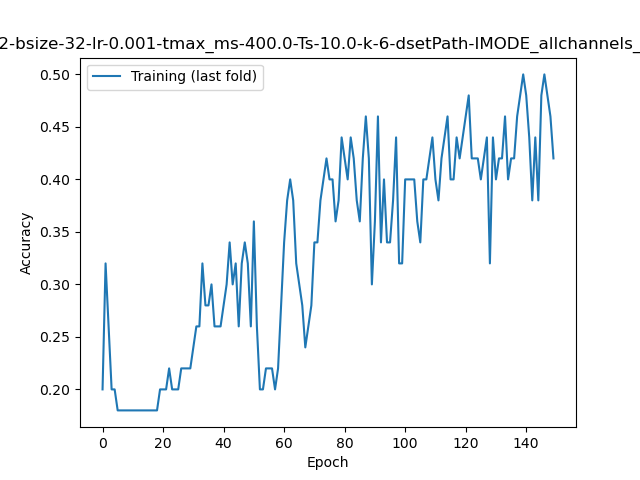 2-bsize-32-lr-0.001-tmax_ms-400.0-Ts-10.0-k-6-dsetPath-IMODE_allchannels_
Training (last fold)
Accuracy
0.50
0.45
0.40
0.35
0.30
0.25
0.20
0 20 40 60 80 100 120 140
Epoch